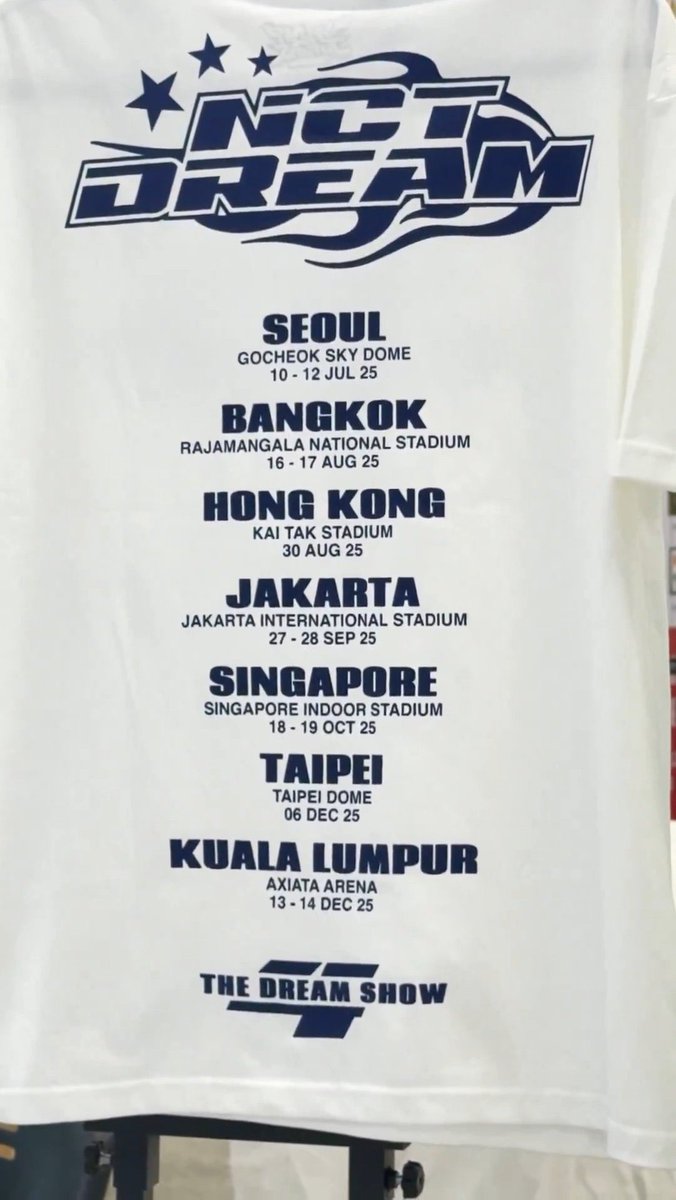 NCT
DREAM
SEOUL
GOCHEOK SKY DOME
10 - 12 JUL 25
BANGKOK
RAJAMANGALA NATIONAL STADIUM
16 - 17 AUG 25
HONG KONG
KAI TAK STADIUM
30 AUG 25
JAKARTA
JAKARTA INTERNATIONAL STADIUM
27 - 28 SEP 25
SINGAPORE
SINGAPORE INDOOR STADIUM
18 - 19 OCT 25
TAIPEI
TAIPEI DOME
06 DEC 25
KUALA LUMPUR
AXIATA ARENA
13 - 14 DEC 25
THE DREAM SHOW